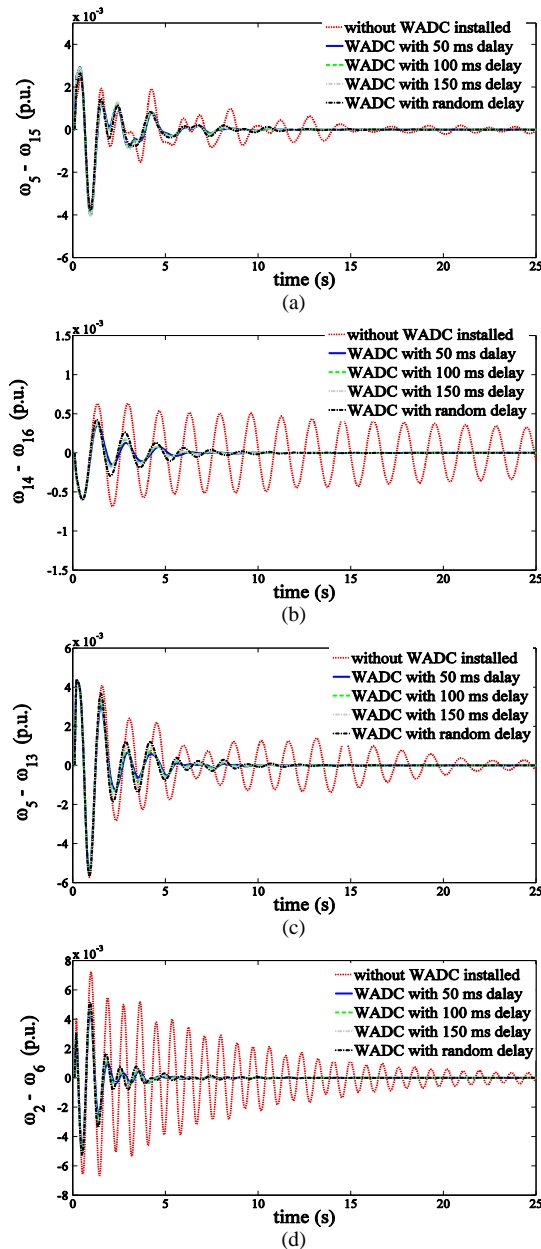 x 10⁻³
6
4
2
0
-2
-4
-6
ω₅ - ω₁₅ (p.u.)
without WADC installed
WADC with 50 ms dalay
WADC with 100 ms delay
WADC with 150 ms delay
WADC with random delay
0 5 10 15 20 25
time (s)
(a)
x 10⁻³
1.5
1
0.5
0
-0.5
-1
-1.5
ω₁₄ - ω₁₆ (p.u.)
without WADC installed
WADC with 50 ms dalay
WADC with 100 ms delay
WADC with 150 ms delay
WADC with random delay
0 5 10 15 20 25
time (s)
(b)
x 10⁻³
6
4
2
0
-2
-4
-6
ω₅ - ω₁₃ (p.u.)
without WADC installed
WADC with 50 ms dalay
WADC with 100 ms delay
WADC with 150 ms delay
WADC with random delay
0 5 10 15 20 25
time (s)
(c)
x 10⁻³
8
6
4
2
0
-2
-4
-6
8
ω₂ - ω₆ (p.u.)
without WADC installed
WADC with 50 ms dalay
WADC with 100 ms delay
WADC with 150 ms delay
WADC with random delay
0 5 10 15 20 25
time (s)
(d)